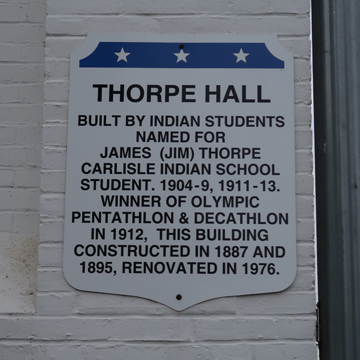 THORPE HALL
BUILT BY INDIAN STUDENTS
NAMED FOR
JAMES (JIM) THORPE
CARLISLE INDIAN SCHOOL
STUDENT. 1904-9, 1911-13.
WINNER OF OLYMPIC
PENTATHLON & DECATHLON
IN 1912, THIS BUILDING
CONSTRUCTED IN 1887 AND
1895, RENOVATED IN 1976.